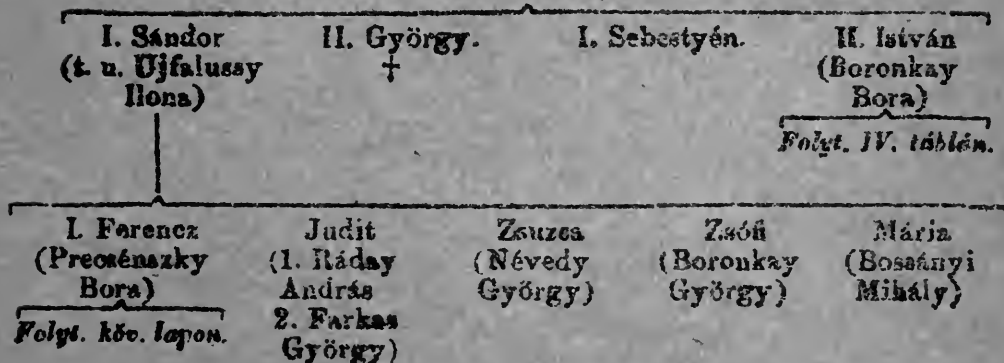 I. Sándor
(t. n. Ujfalussy
Ilona)
II. György.
†
I. Sebestyén.
II. István
(Boronkay
Bora)
Folyt. IV. táblán.
I. Ferencz
(Precsénszky
Bora)
Folyt. köv. lapon.
Judit
(1. Ráday
András
2. Farkas
György)
Zsuzsa
(Névedy
György)
Zsófi
(Boronkay
György)
Mária
(Bossányi
Mihály)